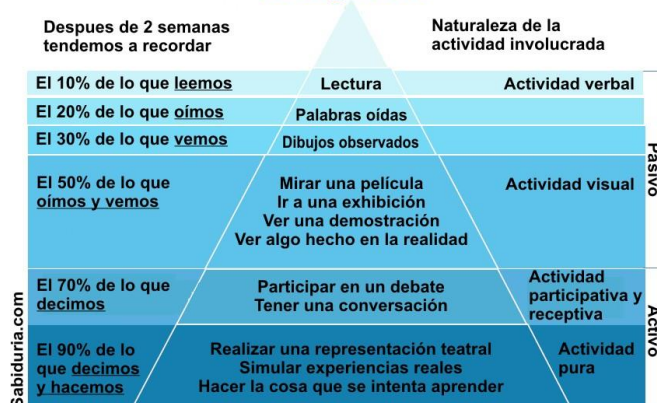 Despues de 2 semanas
tendemos a recordar
Naturaleza de la
actividad involucrada
El 10% de lo que leemos
Lectura
Actividad verbal
El 20% de lo que oímos
Palabras oídas
El 30% de lo que vemos
Dibujos observados
El 50% de lo que
oímos y vemos
Mirar una película
Ir a una exhibición
Ver una demostración
Ver algo hecho en la realidad
Actividad visual
Pasivo
El 70% de lo que
decimos
Participar en un debate
Tener una conversación
Actividad
participativa y
receptiva
El 90% de lo
que decimos
y hacemos
Realizar una representación teatral
Simular experiencias reales
Hacer la cosa que se intenta aprender
Actividad
pura
Activo
Sabiduria.com